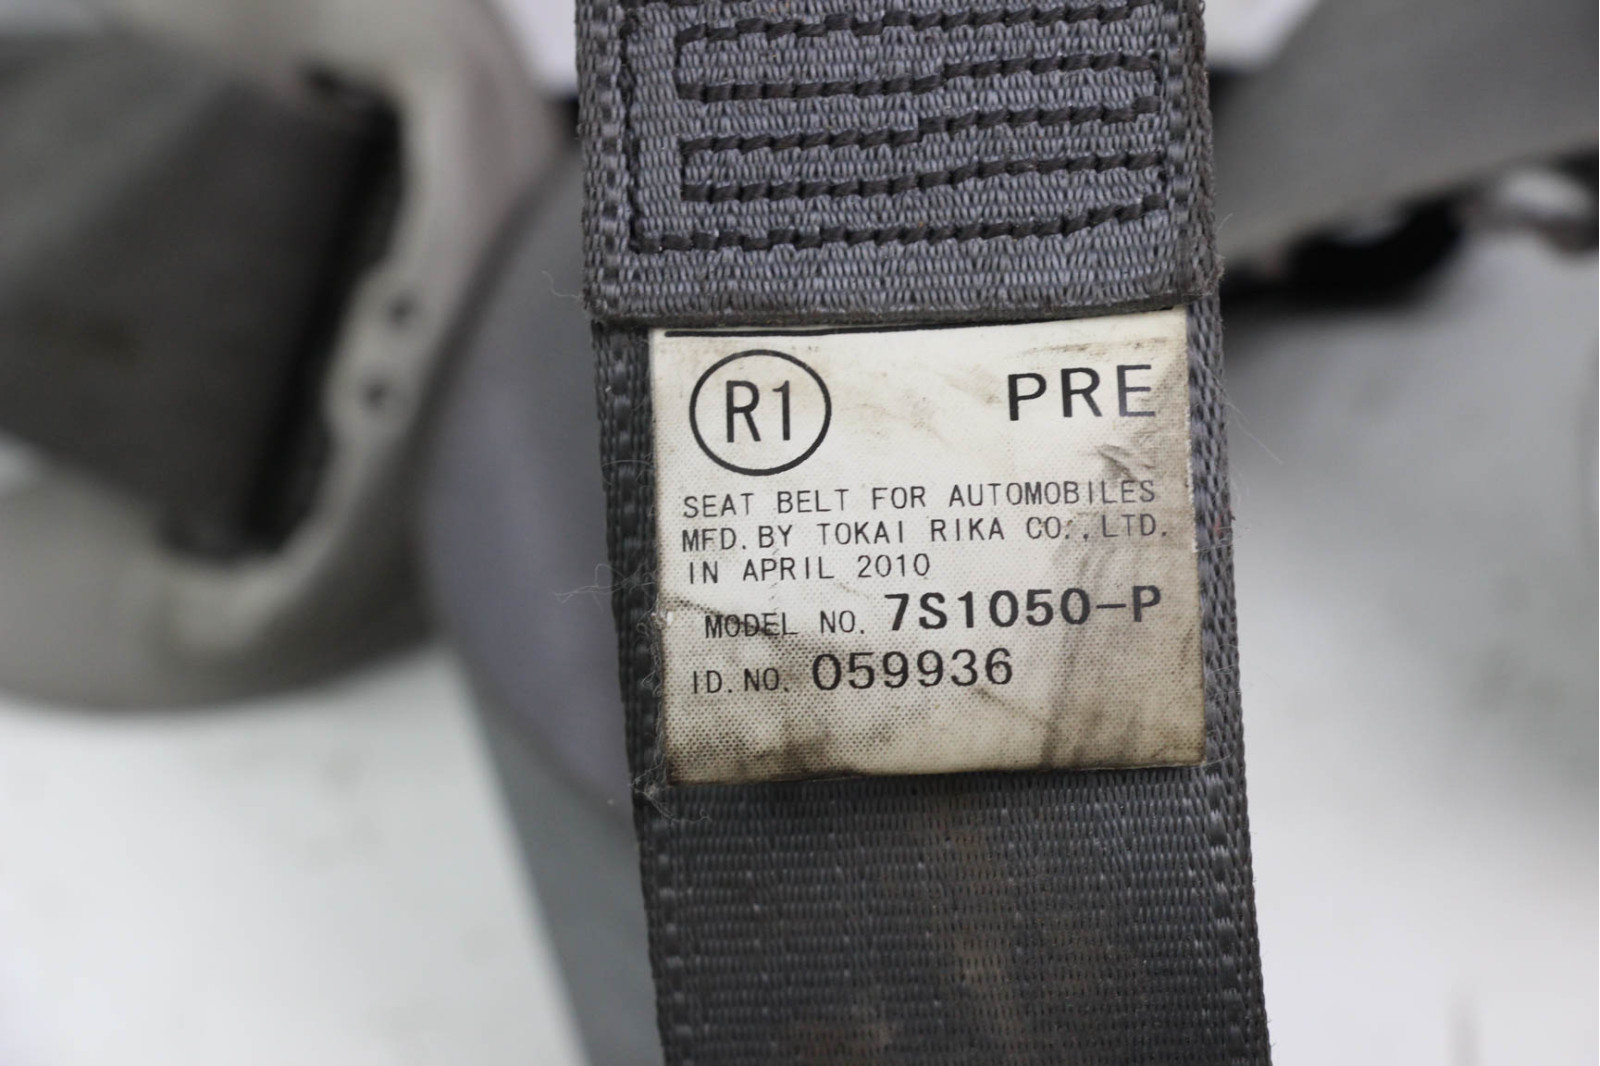 R1 PRE
SEAT BELT FOR AUTOMOBILES
MFD. BY TOKAI RIKA CO., LTD.
IN APRIL 2010
MODEL NO. 7S1050-P
ID. NO. 059936